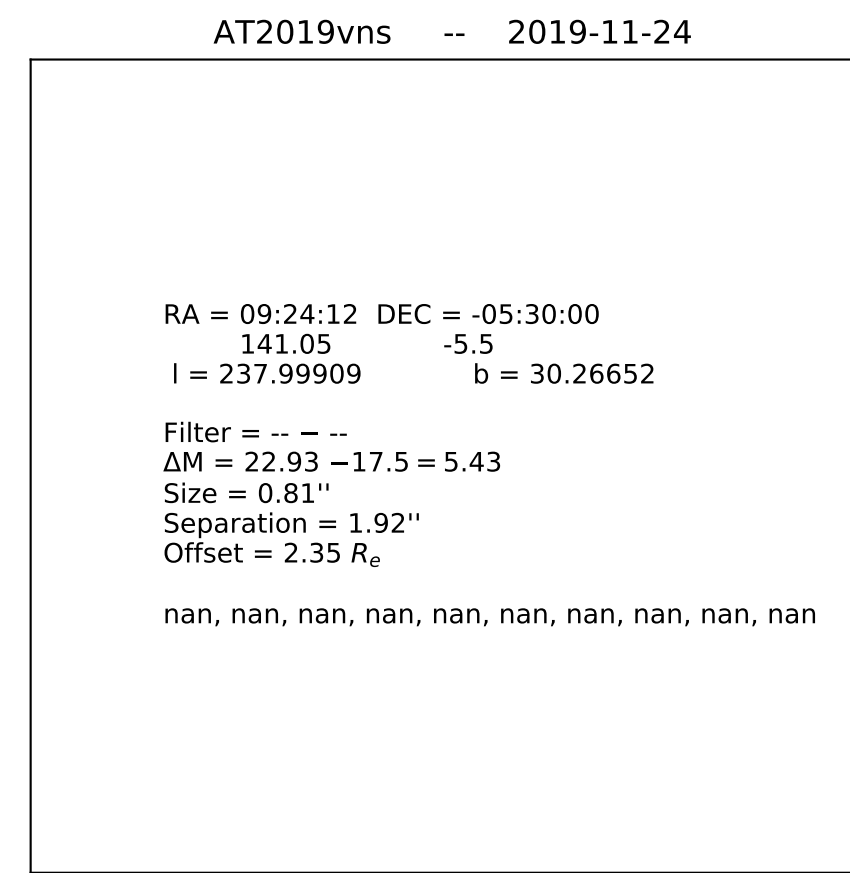 AT2019vns -- 2019-11-24
RA = 09:24:12 DEC = -05:30:00
141.05 -5.5
l = 237.99909 b = 30.26652
Filter = -- − --
ΔM = 22.93 −17.5 = 5.43
Size = 0.81''
Separation = 1.92''
Offset = 2.35 Re
nan, nan, nan, nan, nan, nan, nan, nan, nan, nan